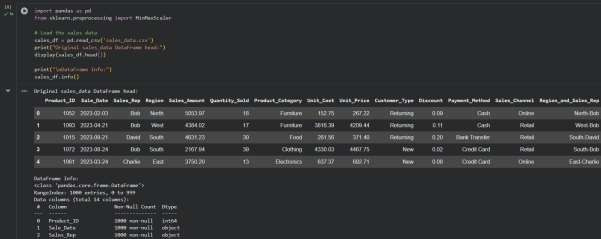 import pandas as pd
from sklearn.preprocessing import MinMaxScaler
# Load the sales data
sales_df = pd.read_csv('sales_data.csv')
print("Original sales_data DataFrame Head:")
display(sales_df.head())
print("\nDataFrame Info:")
sales_df.info()
Original sales_data DataFrame Head:
Product_ID Sale_Date Sales_Rep Region Sales_Amount Quantity_Sold Product_Category Unit_Cost Unit_Price Customer_Type Discount Payment_Method Sales_Channel Region_and_Sales_Rep
0 1052 2023-02-03 Bob North 5053.97 18 Furniture 152.75 267.22 Returning 0.09 Cash Online North-Bob
1 1093 2023-04-21 Bob West 4384.02 17 Furniture 3816.39 4209.44 Returning 0.11 Cash Retail West-Bob
2 1015 2023-09-21 David South 4631.23 30 Food 261.56 371.40 Returning 0.20 Bank Transfer Retail South-David
3 1072 2023-08-24 Bob South 2167.94 39 Clothing 4330.03 4467.75 New 0.02 Credit Card Retail South-Bob
4 1061 2023-03-24 Charlie East 3750.20 13 Electronics 637.37 692.71 New 0.08 Credit Card Online East-Charlie
DataFrame Info:
<class 'pandas.core.frame.DataFrame'>
RangeIndex: 1000 entries, 0 to 999
Data columns (total 14 columns):
# Column Non-Null Count Dtype
--- ------ -------------- -----
0 Product_ID 1000 non-null int64
1 Sale_Date 1000 non-null object
2 Sales_Rep 1000 non-null object